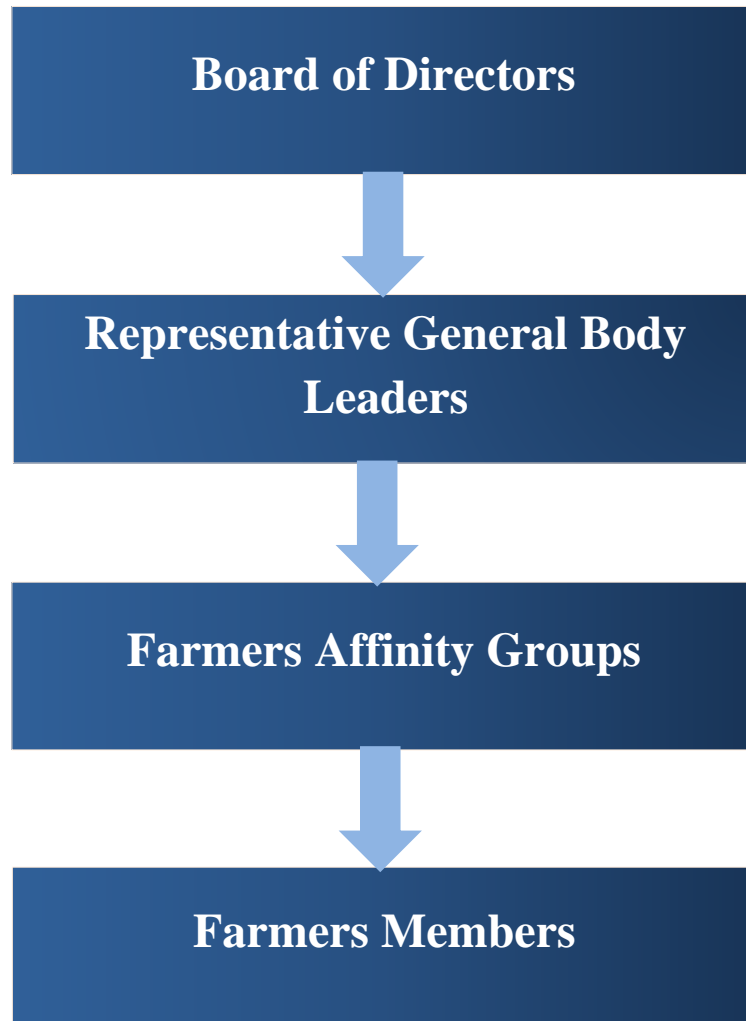 Board of Directors
Representative General Body
Leaders
Farmers Affinity Groups
Farmers Members